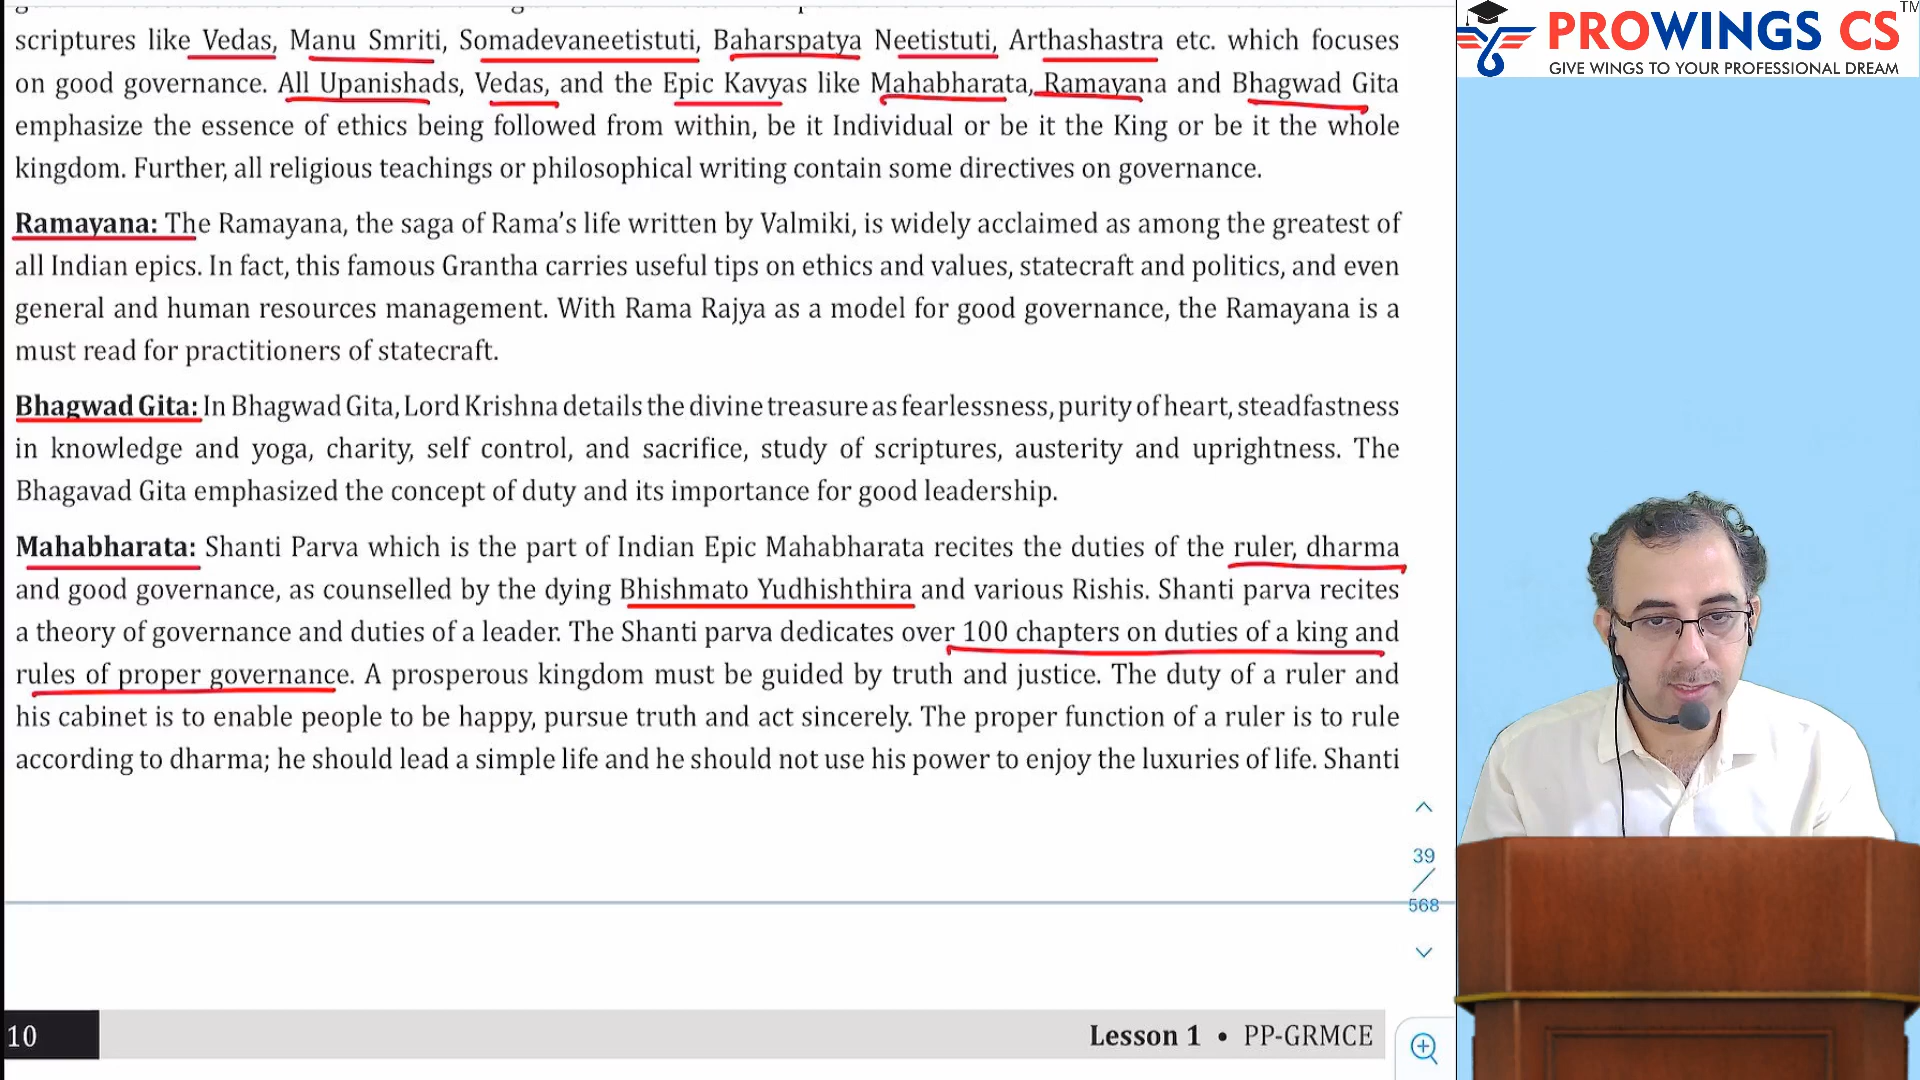 scriptures like Vedas, Manu Smriti, Somadevaneetistuti, Baharspatya Neetistuti, Arthashastra etc. which focuses
on good governance. All Upanishads, Vedas, and the Epic Kavyas like Mahabharata, Ramayana and Bhagwad Gita
emphasize the essence of ethics being followed from within, be it Individual or be it the King or be it the whole
kingdom. Further, all religious teachings or philosophical writing contain some directives on governance.
Ramayana: The Ramayana, the saga of Rama's life written by Valmiki, is widely acclaimed as among the greatest of
all Indian epics. In fact, this famous Grantha carries useful tips on ethics and values, statecraft and politics, and even
general and human resources management. With Rama Rajya as a model for good governance, the Ramayana is a
must read for practitioners of statecraft.
Bhagwad Gita: In Bhagwad Gita, Lord Krishna details the divine treasure as fearlessness, purity of heart, steadfastness
in knowledge and yoga, charity, self control, and sacrifice, study of scriptures, austerity and uprightness. The
Bhagavad Gita emphasized the concept of duty and its importance for good leadership.
Mahabharata: Shanti Parva which is the part of Indian Epic Mahabharata recites the duties of the ruler, dharma
and good governance, as counselled by the dying Bhishmato Yudhishthira and various Rishis. Shanti parva recites
a theory of governance and duties of a leader. The Shanti parva dedicates over 100 chapters on duties of a king and
rules of proper governance. A prosperous kingdom must be guided by truth and justice. The duty of a ruler and
his cabinet is to enable people to be happy, pursue truth and act sincerely. The proper function of a ruler is to rule
according to dharma; he should lead a simple life and he should not use his power to enjoy the luxuries of life. Shanti
39
568
10
Lesson 1 • PP-GRMCE
PROWINGS CS™
GIVE WINGS TO YOUR PROFESSIONAL DREAM